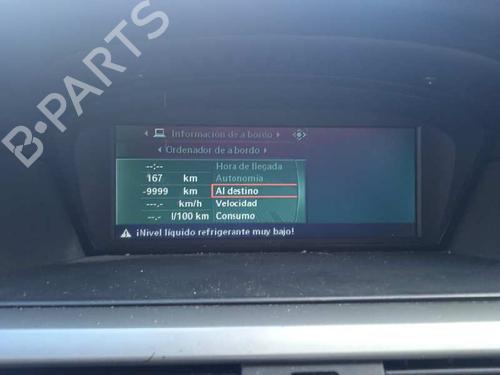 B-PARTS
Información de a bordo
Ordenador de a bordo
--:-- Hora de llegada
167 km Autonomía
-9999 km Al destino
---.- km/h Velocidad
--.- l/100 km Consumo
¡Nivel líquido refrigerante muy bajo!